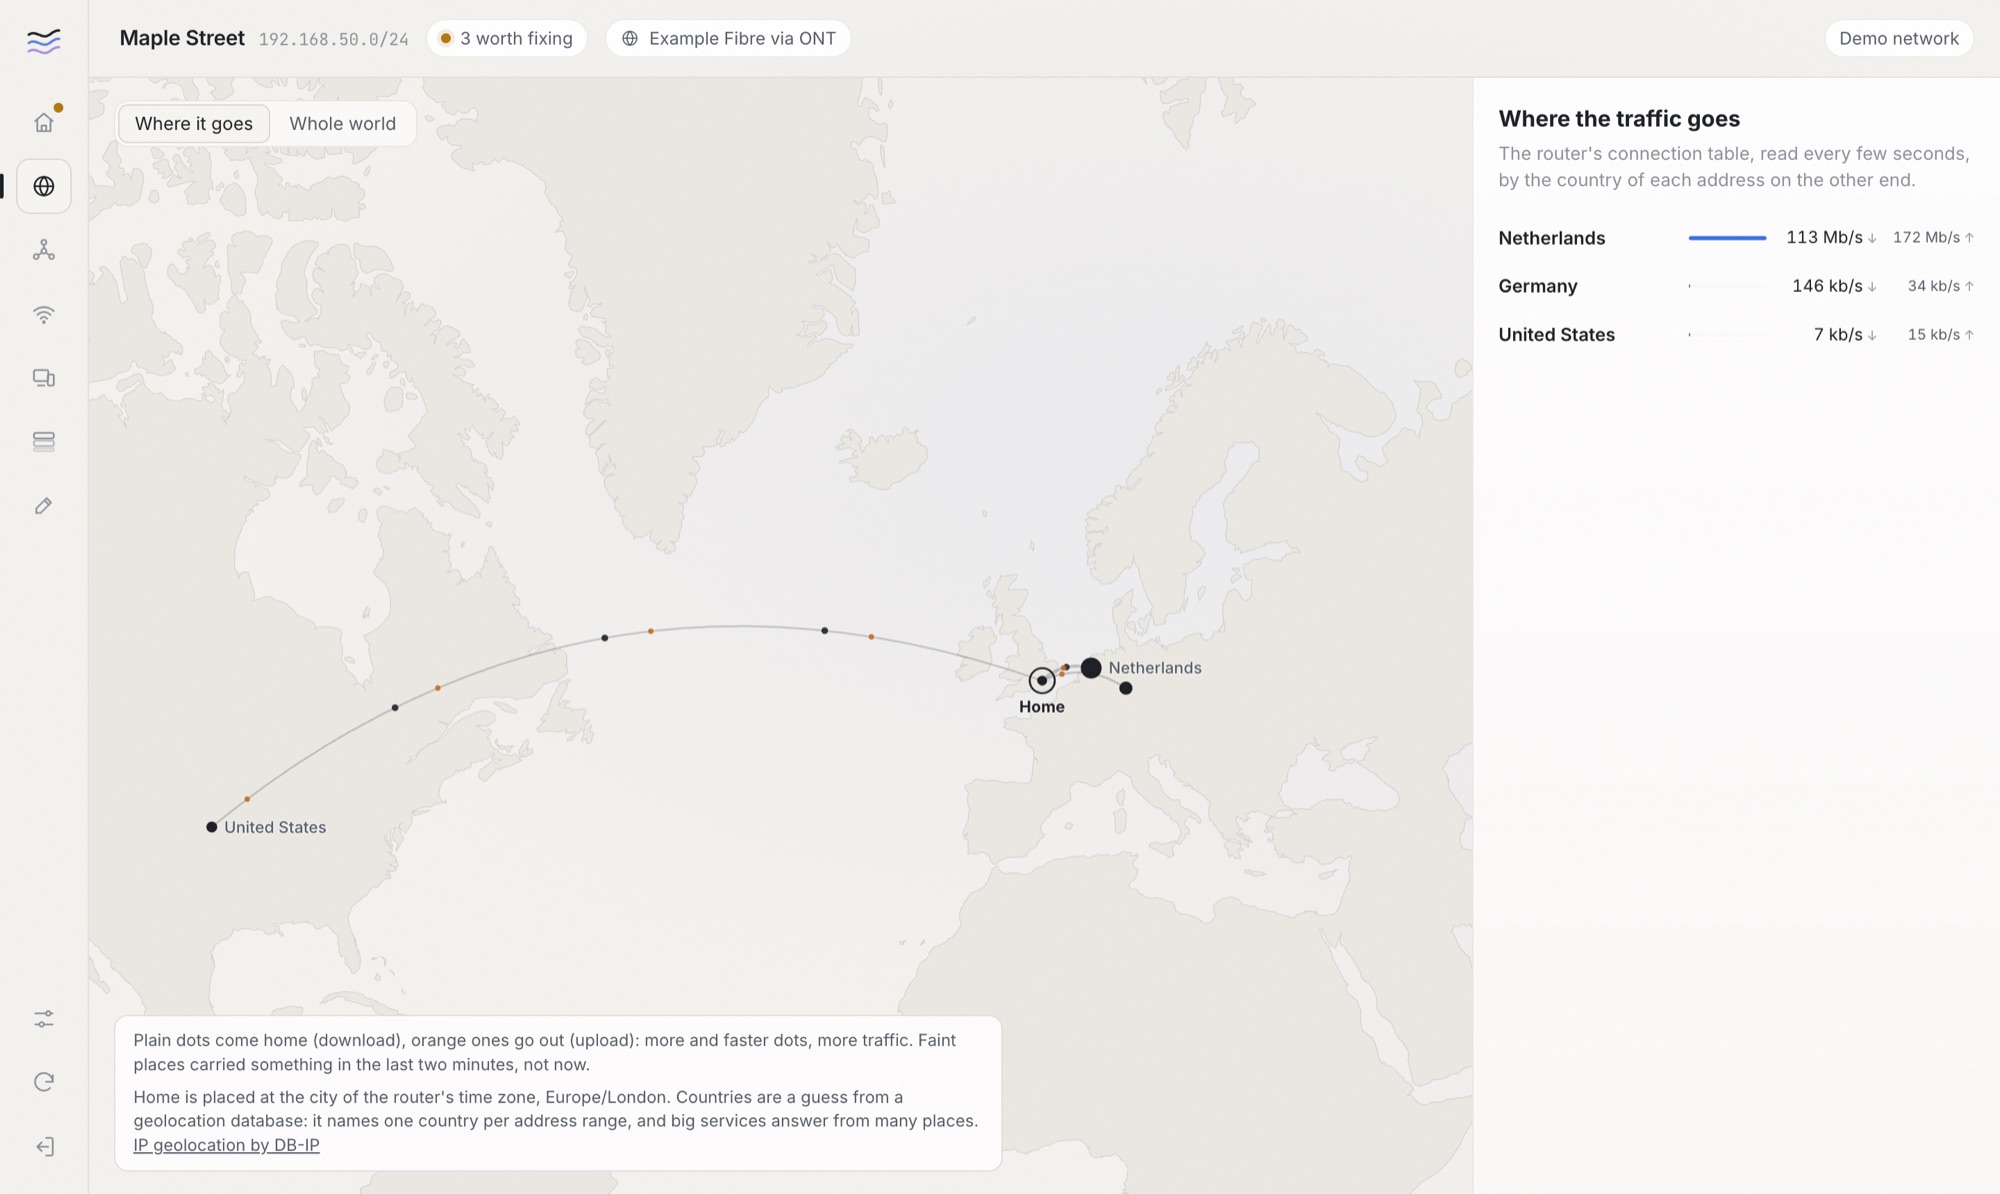 Maple Street 192.168.50.0/24 3 worth fixing Example Fibre via ONT Demo network
Where it goes Whole world
United States
Home
Netherlands
Plain dots come home (download), orange ones go out (upload): more and faster dots, more traffic. Faint
places carried something in the last two minutes, not now.
Home is placed at the city of the router's time zone, Europe/London. Countries are a guess from a
geolocation database: it names one country per address range, and big services answer from many places.
IP geolocation by DB-IP
Where the traffic goes
The router's connection table, read every few seconds,
by the country of each address on the other end.
Netherlands 113 Mb/s ↓ 172 Mb/s ↑
Germany 146 kb/s ↓ 34 kb/s ↑
United States 7 kb/s ↓ 15 kb/s ↑